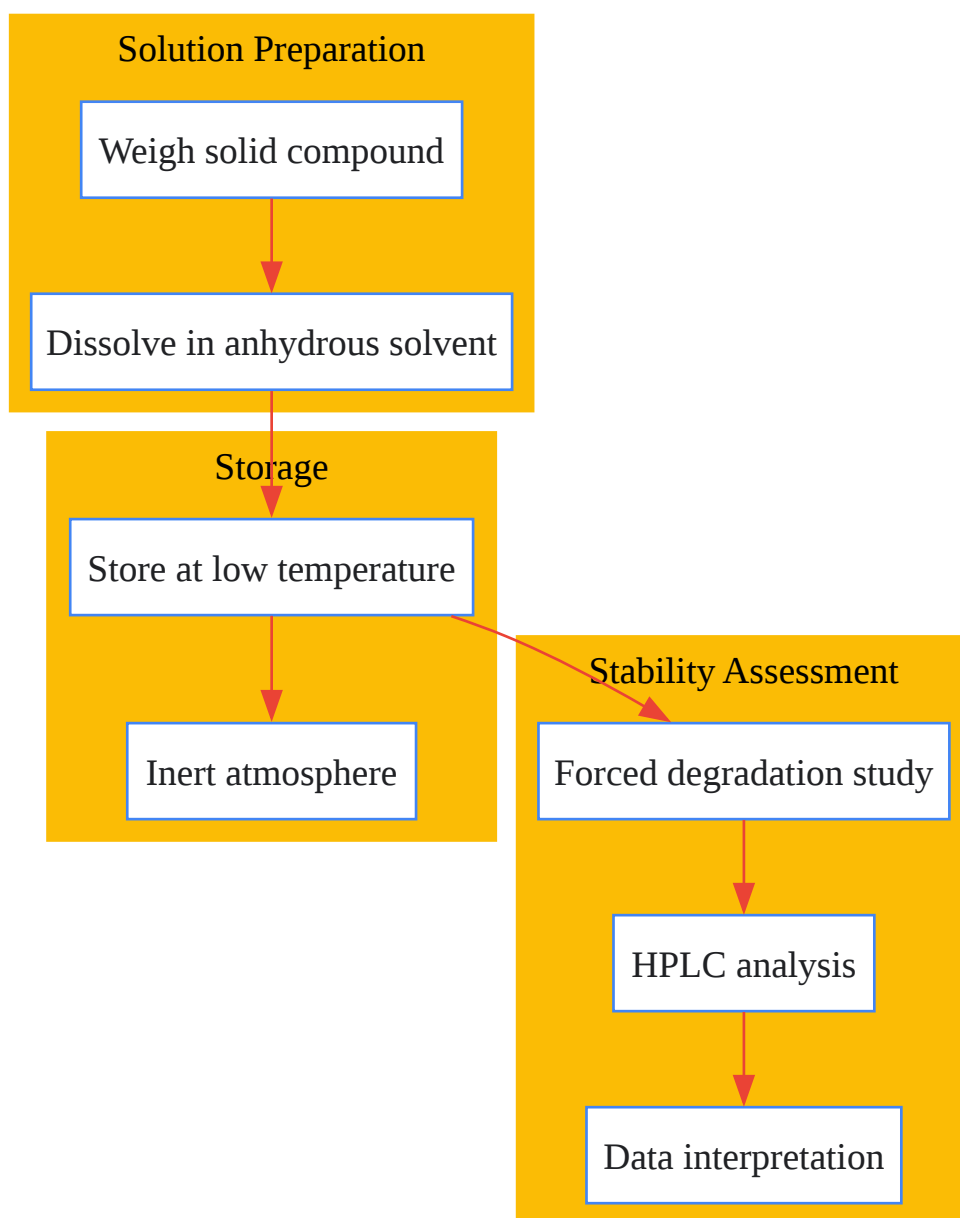 Solution Preparation
Weigh solid compound
Dissolve in anhydrous solvent
Storage
Store at low temperature
Inert atmosphere
Stability Assessment
Forced degradation study
HPLC analysis
Data interpretation